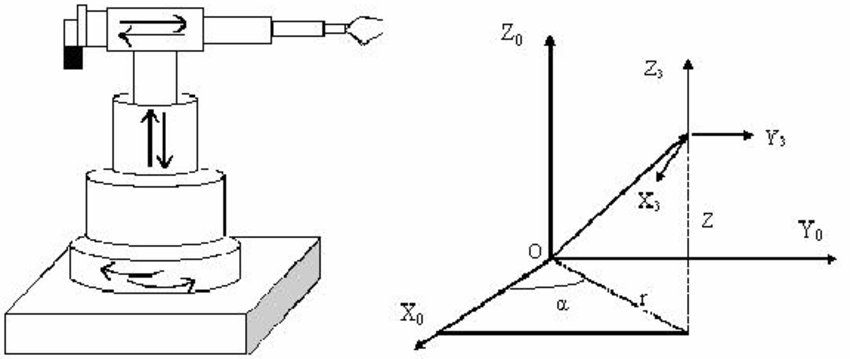 Z₀
Z₃
Y₃
X₃
Z
O
Y₀
α
r
X₀